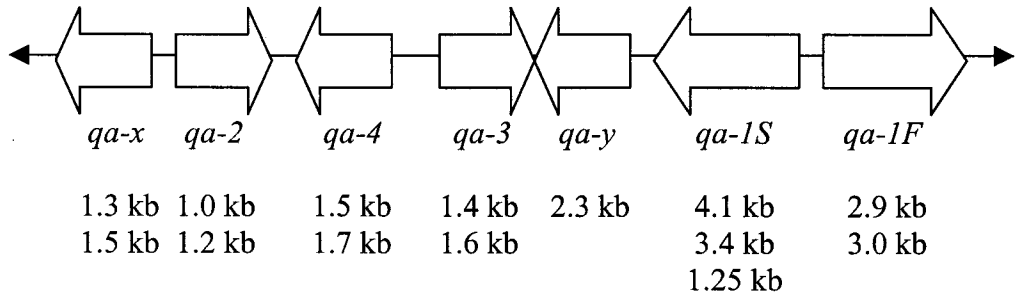 qa-x qa-2 qa-4 qa-3 qa-y qa-1S qa-1F
1.3 kb 1.0 kb 1.5 kb 1.4 kb 2.3 kb 4.1 kb 2.9 kb
1.5 kb 1.2 kb 1.7 kb 1.6 kb 3.4 kb 3.0 kb
1.25 kb